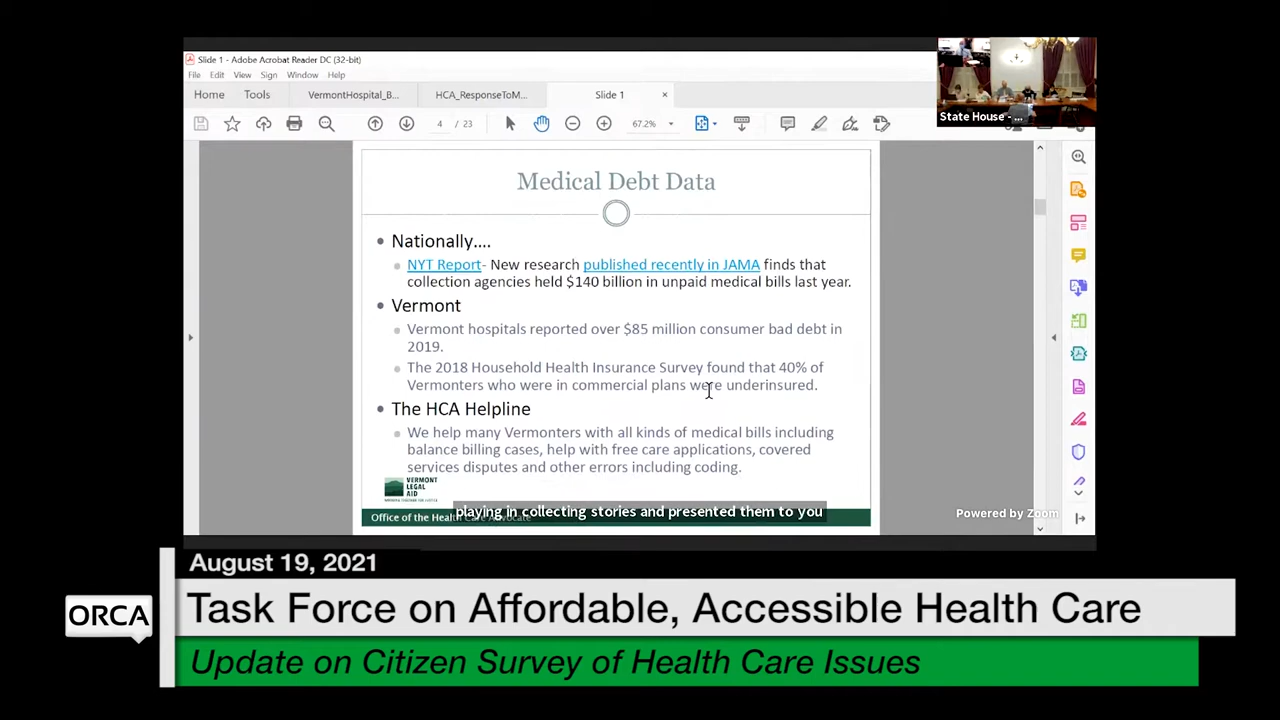 Slide 1 - Adobe Acrobat Reader DC (32-bit)
File Edit View Sign Window Help
Home Tools VermontHospital_B... HCA_ResponseToM... Slide 1 ×
4 / 23 67.2%
State House - ...
Medical Debt Data
Nationally....
NYT Report- New research published recently in JAMA finds that
collection agencies held $140 billion in unpaid medical bills last year.
Vermont
Vermont hospitals reported over $85 million consumer bad debt in
2019.
The 2018 Household Health Insurance Survey found that 40% of
Vermonters who were in commercial plans were underinsured.
The HCA Helpline
We help many Vermonters with all kinds of medical bills including
balance billing cases, help with free care applications, covered
services disputes and other errors including coding.
VERMONT
LEGAL
AID
playing in collecting stories and presented them to you
Office of the Health Care Advocate
Powered by Zoom
August 19, 2021
ORCA
Task Force on Affordable, Accessible Health Care
Update on Citizen Survey of Health Care Issues